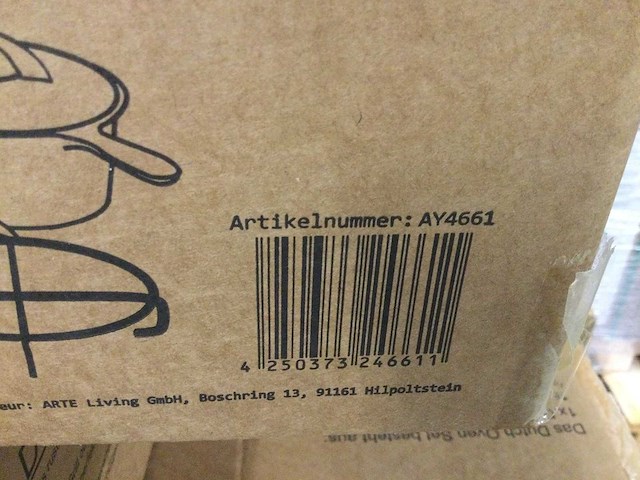 Artikelnummer: AY4661
4 250373 246611
eur: ARTE Living GmbH, Boschring 13, 91161 Hilpoltstein
Das Dutch Oven Set besteht aus:
1x